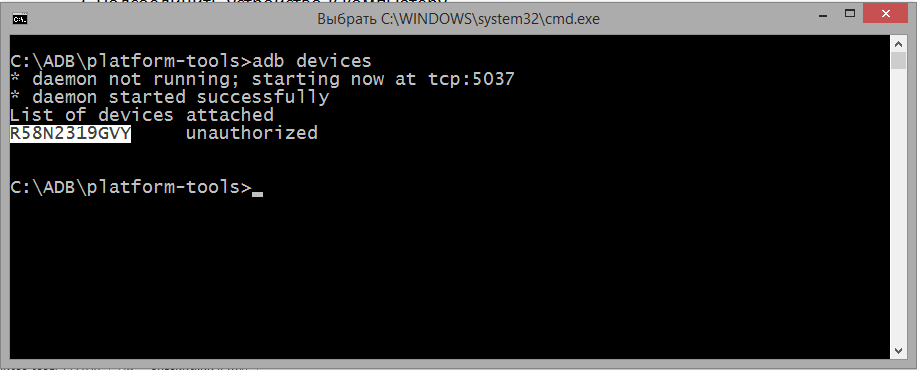 Выбрать C:\WINDOWS\system32\cmd.exe
C:\ADB\platform-tools>adb devices
* daemon not running; starting now at tcp:5037
* daemon started successfully
List of devices attached
R58N2319GVY unauthorized
C:\ADB\platform-tools>